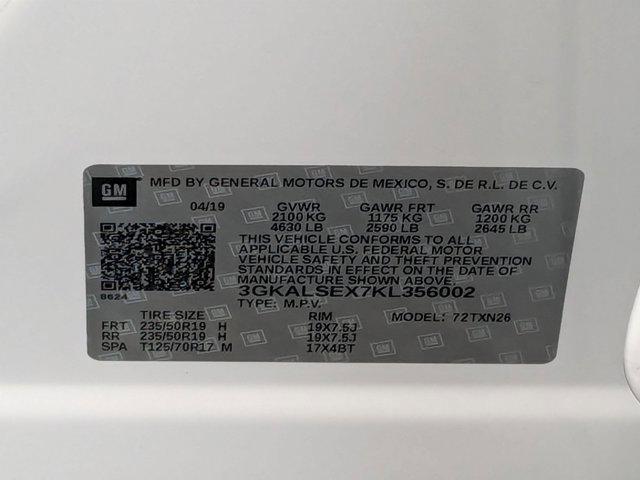 GM MFD BY GENERAL MOTORS DE MEXICO, S. DE R.L. DE C.V.
04/19 GVWR GAWR FRT GAWR RR
2100 KG 1175 KG 1200 KG
4630 LB 2590 LB 2645 LB
THIS VEHICLE CONFORMS TO ALL
APPLICABLE U.S. FEDERAL MOTOR
VEHICLE SAFETY AND THEFT PREVENTION
STANDARDS IN EFFECT ON THE DATE OF
MANUFACTURE SHOWN ABOVE.
8624 3GKALSEX7KL356002
TYPE: M.P.V.
TIRE SIZE RIM MODEL: 72TXN26
FRT 235/50R19 H 19X7.5J
RR 235/50R19 H 19X7.5J
SPA T125/70R17 M 17X4BT